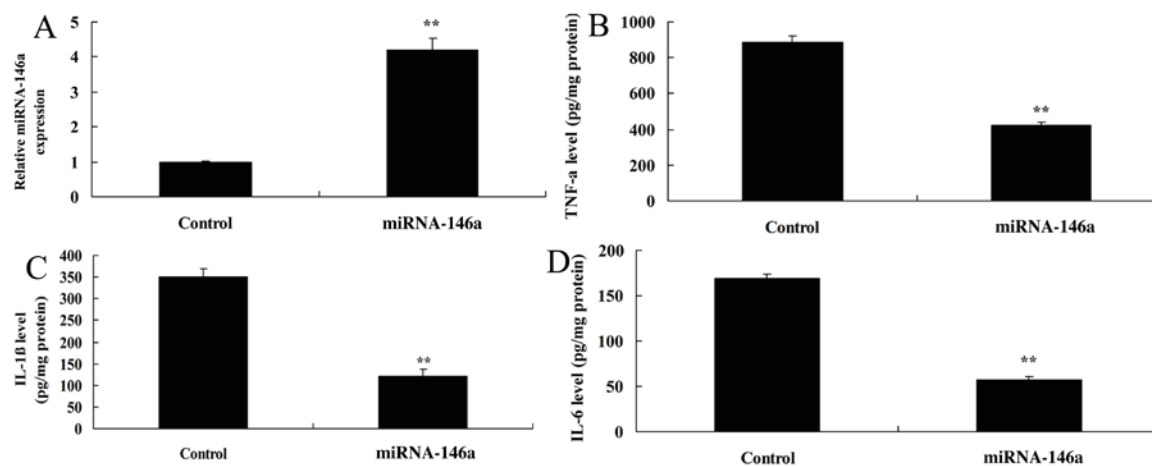 A
Relative miRNA-146a
expression
5
4
3
2
1
0
**
Control
miRNA-146a
B
TNF-a level (pg/mg protein)
1000
800
600
400
200
0
**
Control
miRNA-146a
C
IL-1ß level
(pg/mg protein)
400
350
300
250
200
150
100
50
0
**
Control
miRNA-146a
D
IL-6 level (pg/mg protein)
200
150
100
50
0
**
Control
miRNA-146a